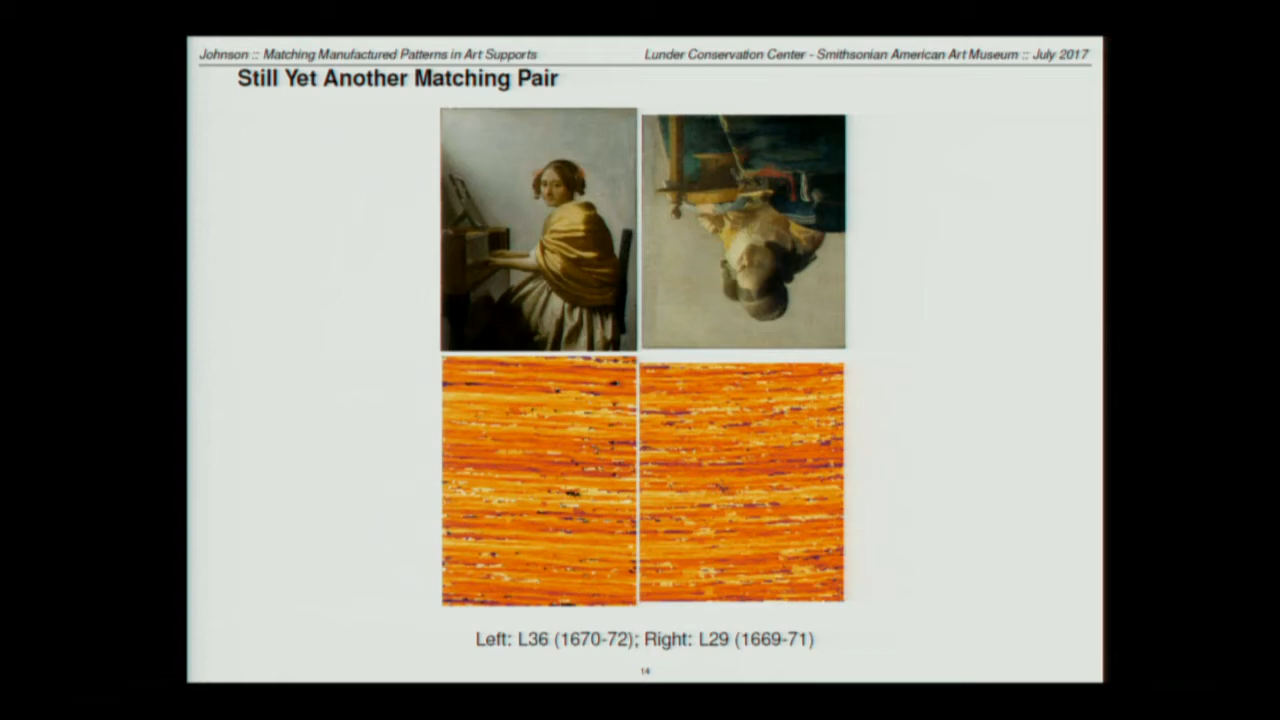 Johnson :: Matching Manufactured Patterns in Art Supports
Lunder Conservation Center - Smithsonian American Art Museum :: July 2017
Still Yet Another Matching Pair
Left: L36 (1670-72); Right: L29 (1669-71)
14